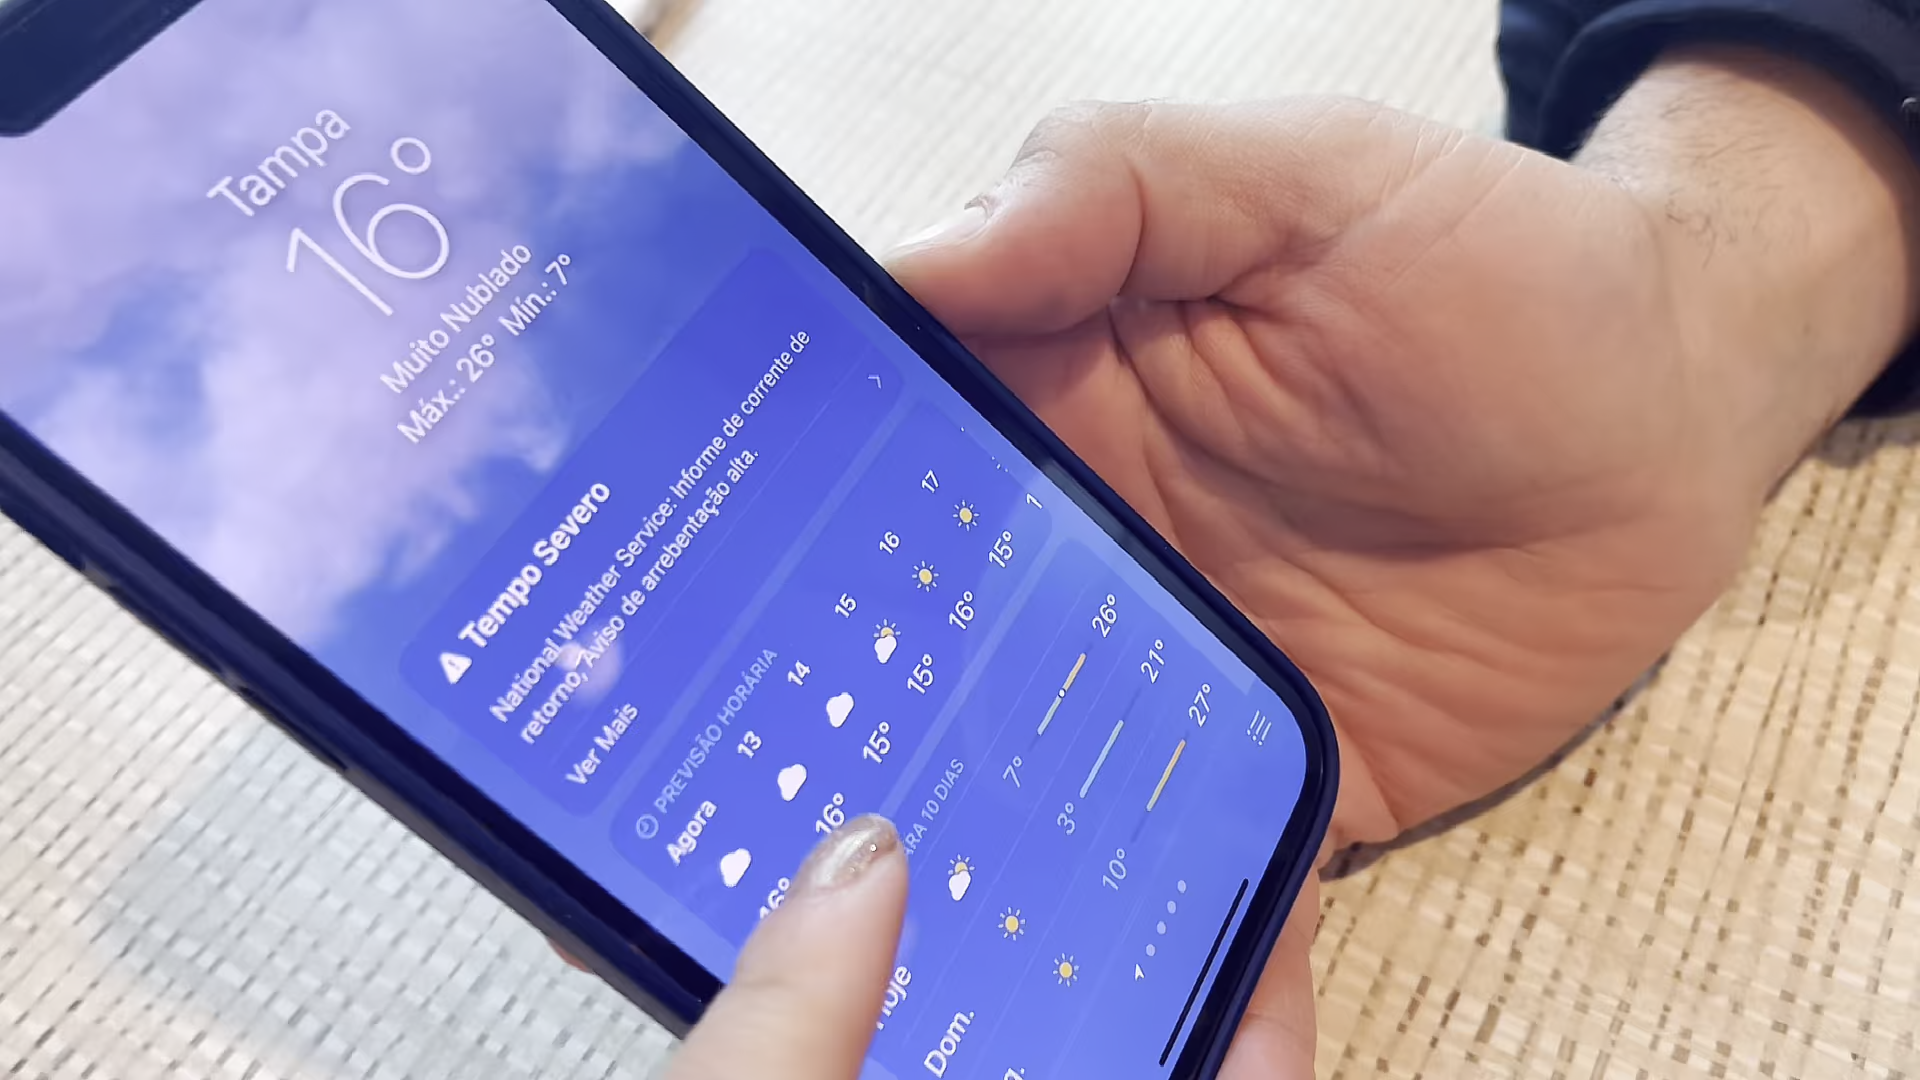 Tampa
16°
Muito Nublado
Máx.: 26° Mín.: 7°
Tempo Severo
National Weather Service: Informe de corrente de
retorno, Aviso de arrebentação alta.
Ver Mais
PREVISÃO HORÁRIA
Agora 13 14 15 16 17
16° 16° 15° 15° 16° 15°
10 DIAS
Hoje 7° 26°
Dom. 3° 21°
10° 27°